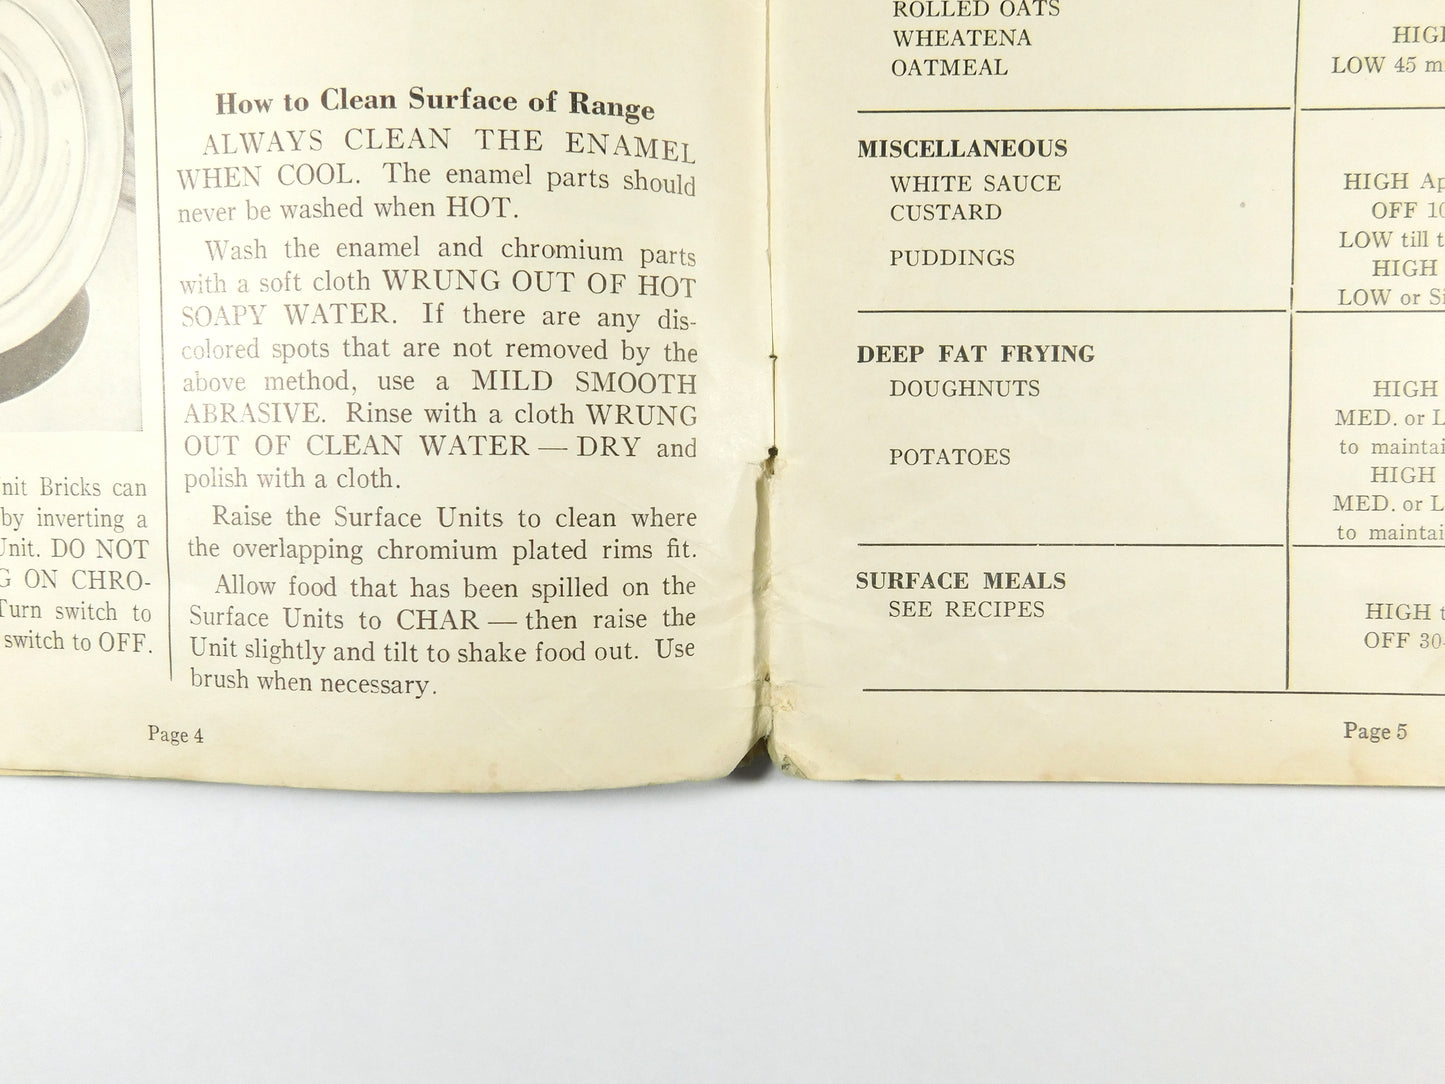 nit Bricks can
by inverting a
Unit. DO NOT
G ON CHRO-
Turn switch to
switch to OFF.
How to Clean Surface of Range
ALWAYS CLEAN THE ENAMEL
WHEN COOL. The enamel parts should
never be washed when HOT.
Wash the enamel and chromium parts
with a soft cloth WRUNG OUT OF HOT
SOAPY WATER. If there are any dis-
colored spots that are not removed by the
above method, use a MILD SMOOTH
ABRASIVE. Rinse with a cloth WRUNG
OUT OF CLEAN WATER — DRY and
polish with a cloth.
Raise the Surface Units to clean where
the overlapping chromium plated rims fit.
Allow food that has been spilled on the
Surface Units to CHAR — then raise the
Unit slightly and tilt to shake food out. Use
brush when necessary.
Page 4
ROLLED OATS
WHEATENA HIGH
OATMEAL LOW 45 m
MISCELLANEOUS
WHITE SAUCE HIGH Ap
CUSTARD OFF 10
LOW till t
PUDDINGS HIGH
LOW or Si
DEEP FAT FRYING
DOUGHNUTS HIGH
MED. or L
to maintai
POTATOES HIGH
MED. or L
to maintai
SURFACE MEALS
SEE RECIPES HIGH t
OFF 30-
Page 5